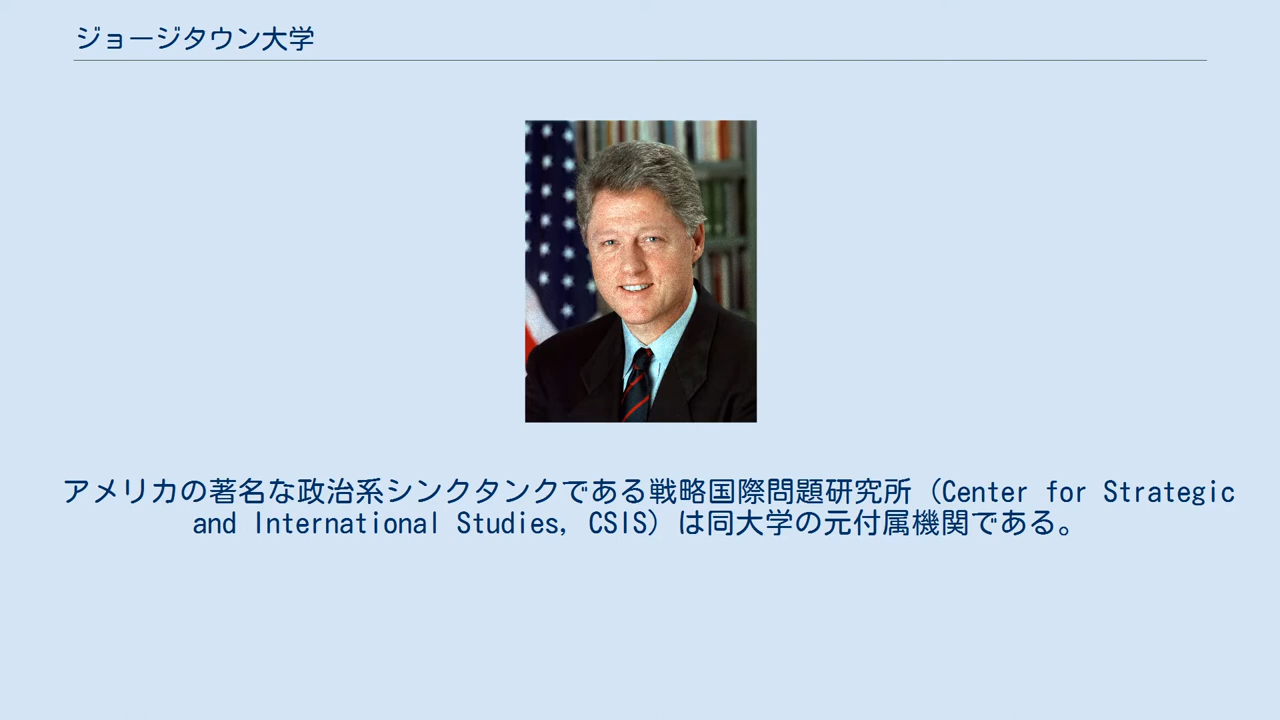 ジョージタウン大学
アメリカの著名な政治系シンクタンクである戦略国際問題研究所（Center for Strategic
and International Studies, CSIS）は同大学の元付属機関である。